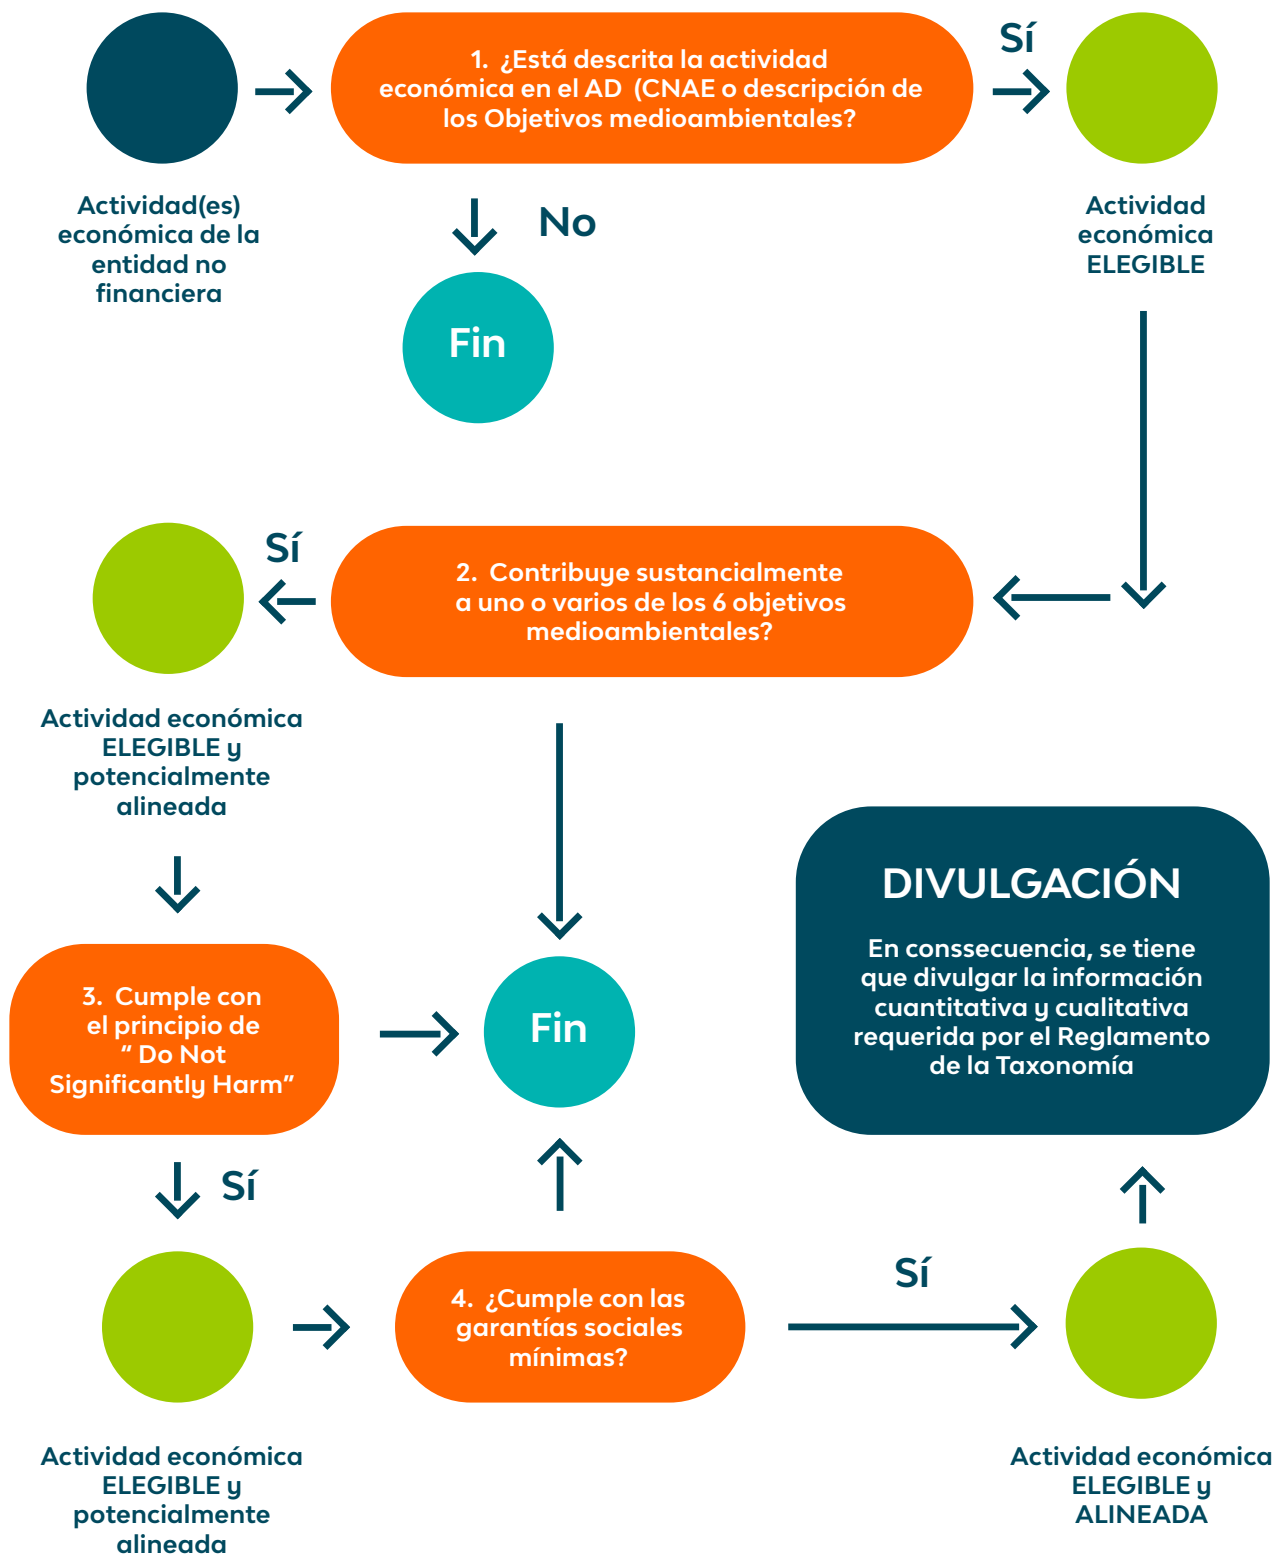 1. ¿Está descrita la actividad
económica en el AD (CNAE o descripción de
los Objetivos medioambientales?
Sí
Actividad(es)
económica de la
entidad no
financiera
No
Actividad
económica
ELEGIBLE
Fin
Sí
2. Contribuye sustancialmente
a uno o varios de los 6 objetivos
medioambientales?
Actividad económica
ELEGIBLE y
potencialmente
alineada
DIVULGACIÓN
En conssecuencia, se tiene
que divulgar la información
cuantitativa y cualitativa
requerida por el Reglamento
de la Taxonomía
3. Cumple con
el principio de
“ Do Not
Significantly Harm”
Fin
Sí
4. ¿Cumple con las
garantías sociales
mínimas?
Sí
Actividad económica
ELEGIBLE y
potencialmente
alineada
Actividad económica
ELEGIBLE y
ALINEADA